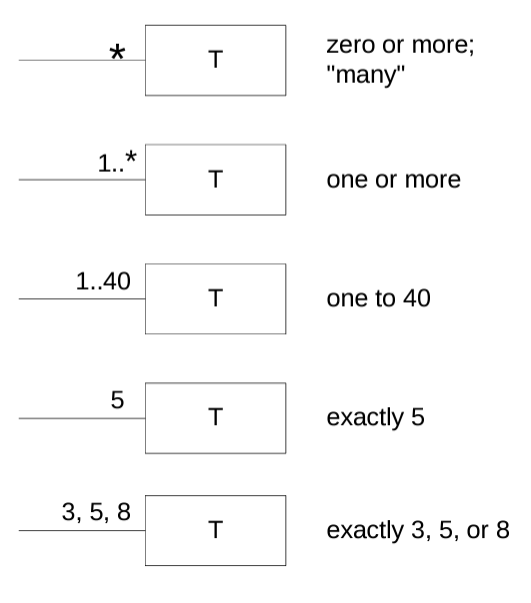 *
T
zero or more;
"many"
1..*
T
one or more
1..40
T
one to 40
5
T
exactly 5
3, 5, 8
T
exactly 3, 5, or 8